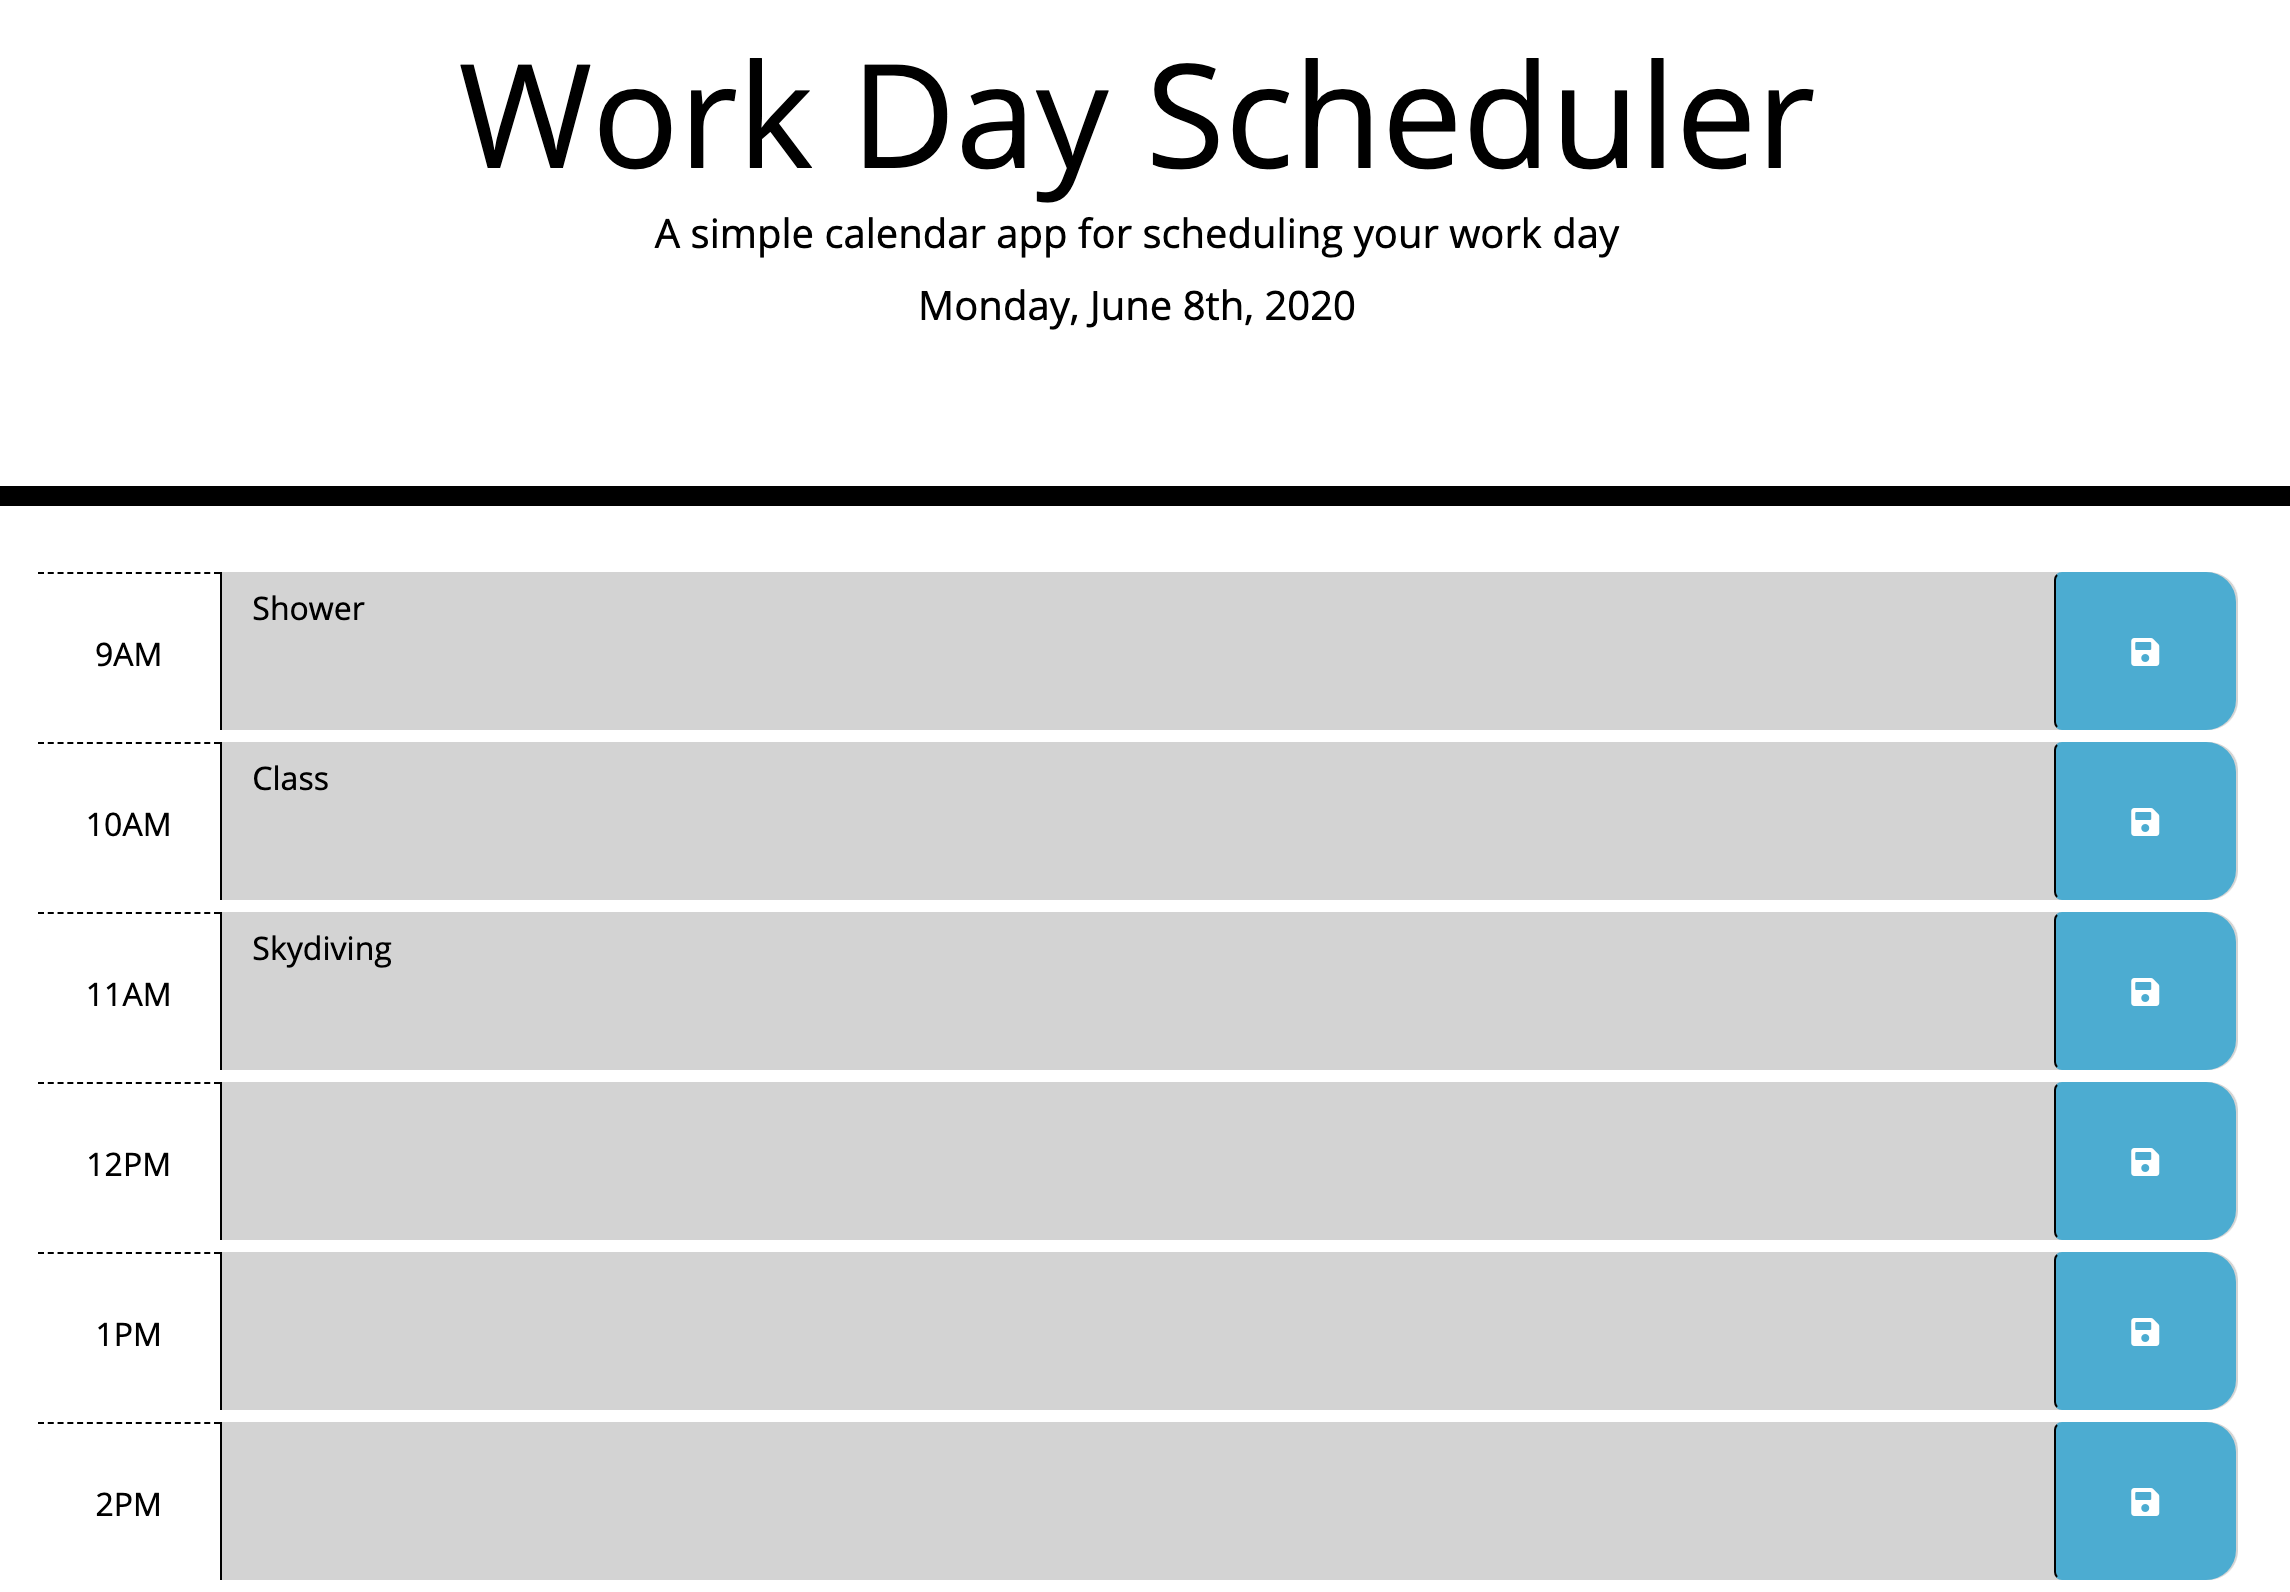 Work Day Scheduler
A simple calendar app for scheduling your work day
Monday, June 8th, 2020
Shower
9AM
Class
10AM
Skydiving
11AM
12PM
1PM
2PM